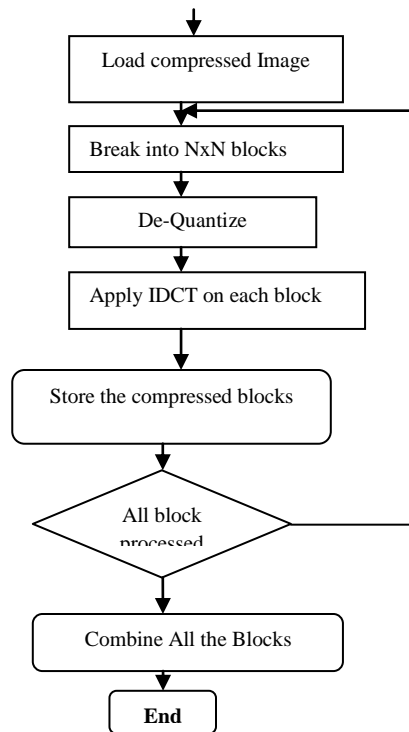 Load compressed Image
Break into NxN blocks
De-Quantize
Apply IDCT on each block
Store the compressed blocks
All block
processed
Combine All the Blocks
End